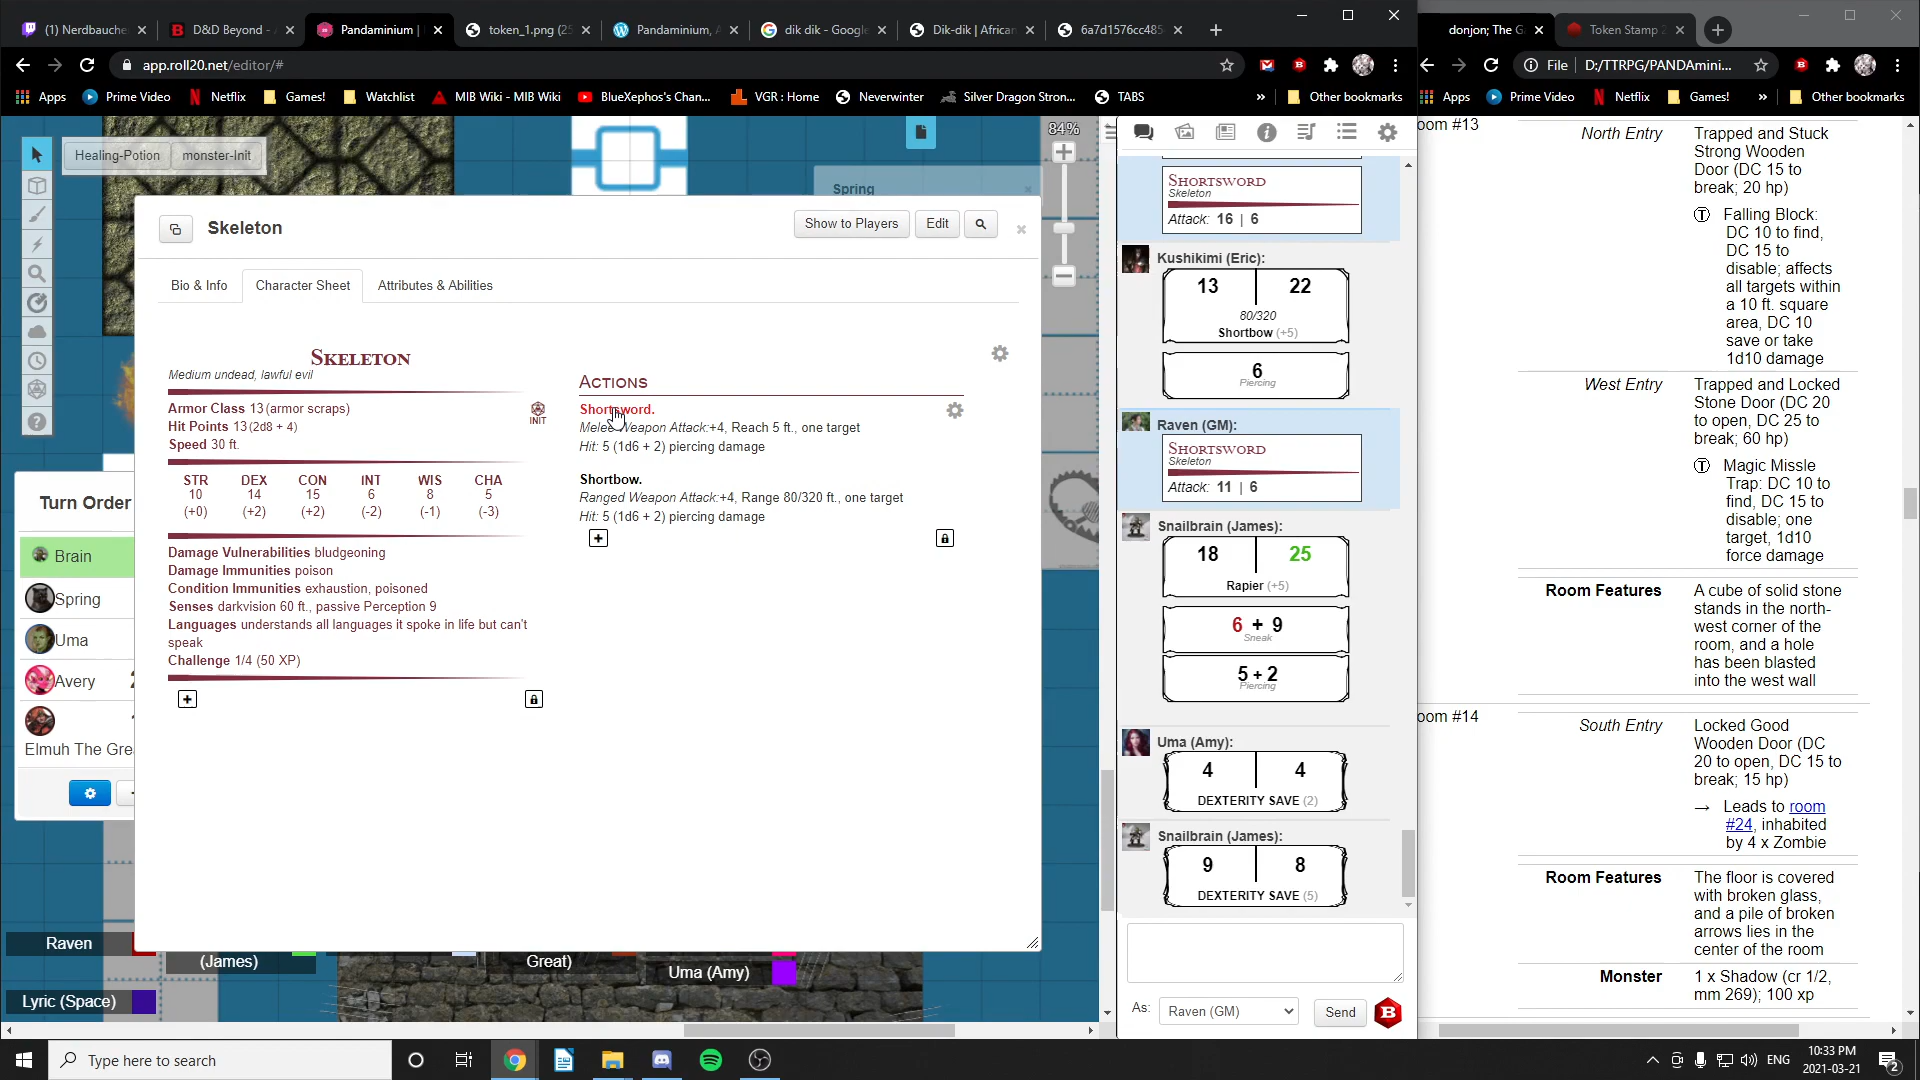 Nerdbauche
D&D Beyond -
Pandaminium |
token_1.png (25
Pandaminium, A
dik dik - Google
Dik-dik | African
6a7d1576cc485
donjon; The G
Token Stamp 2
app.roll20.net/editor/#
File | D:/TTRPG/PANDAmini...
Apps
Prime Video
Netflix
Games!
Watchlist
MIB Wiki - MIB Wiki
BlueXephos's Chan...
VGR : Home
Neverwinter
Silver Dragon Stron...
TABS
»
Other bookmarks
Apps
Prime Video
Netflix
Games!
»
Other bookmarks
Healing-Potion
monster-Init
84%
Spring
Skeleton
Show to Players
Edit
Bio & Info
Character Sheet
Attributes & Abilities
Skeleton
Medium undead, lawful evil
Armor Class 13 (armor scraps)
Hit Points 13 (2d8 + 4)
Speed 30 ft.
INIT
STR DEX CON INT WIS CHA
10 14 15 6 8 5
(+0) (+2) (+2) (-2) (-1) (-3)
Damage Vulnerabilities bludgeoning
Damage Immunities poison
Condition Immunities exhaustion, poisoned
Senses darkvision 60 ft., passive Perception 9
Languages understands all languages it spoke in life but can't
speak
Challenge 1/4 (50 XP)
Actions
Shortsword.
Melee Weapon Attack:+4, Reach 5 ft., one target
Hit: 5 (1d6 + 2) piercing damage
Shortbow.
Ranged Weapon Attack:+4, Range 80/320 ft., one target
Hit: 5 (1d6 + 2) piercing damage
Turn Order
Brain
Spring
Uma
Avery
Elmuh The Gre
Raven
(James)
Great)
Uma (Amy)
Lyric (Space)
Shortsword
Skeleton
Attack: 16 | 6
Kushikimi (Eric):
13 22
80/320
Shortbow (+5)
6
Piercing
Raven (GM):
Shortsword
Skeleton
Attack: 11 | 6
Snailbrain (James):
18 25
Rapier (+5)
6 + 9
Sneak
5 + 2
Piercing
Uma (Amy):
4 4
DEXTERITY SAVE (2)
Snailbrain (James):
9 8
DEXTERITY SAVE (5)
As:
Raven (GM)
Send
oom #13
North Entry
Trapped and Stuck
Strong Wooden
Door (DC 15 to
break; 20 hp)
T Falling Block:
DC 10 to find,
DC 15 to
disable; affects
all targets within
a 10 ft. square
area, DC 10
save or take
1d10 damage
West Entry
Trapped and Locked
Stone Door (DC 20
to open, DC 25 to
break; 60 hp)
T Magic Missle
Trap: DC 10 to
find, DC 15 to
disable; one
target, 1d10
force damage
Room Features
A cube of solid stone
stands in the north-
west corner of the
room, and a hole
has been blasted
into the west wall
oom #14
South Entry
Locked Good
Wooden Door (DC
20 to open, DC 15 to
break; 15 hp)
→ Leads to room
#24, inhabited
by 4 x Zombie
Room Features
The floor is covered
with broken glass,
and a pile of broken
arrows lies in the
center of the room
Monster
1 x Shadow (cr 1/2,
mm 269); 100 xp
Type here to search
ENG
10:33 PM
2021-03-21
2